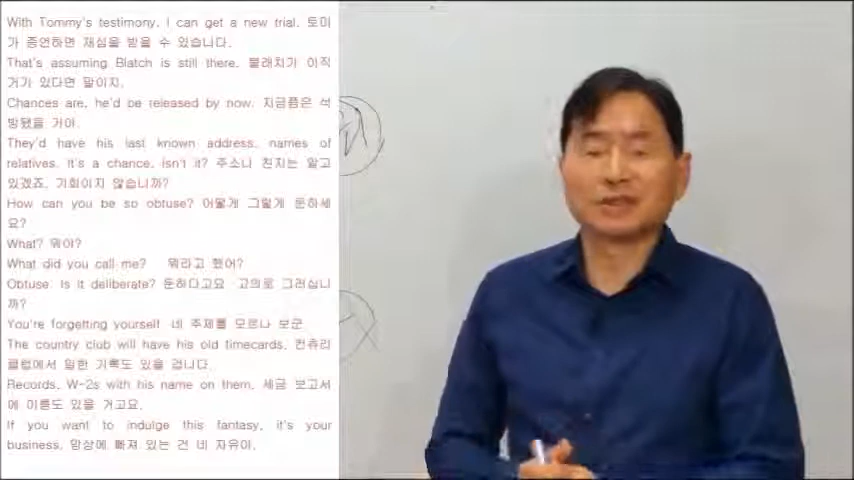 With Tommy's testimony, I can get a new trial. 토미
가 증언하면 재심을 받을 수 있습니다.
That's assuming Blatch is still there. 블래치가 아직
거기 있다면 말이지.
Chances are, he'd be released by now. 지금쯤은 석
방됐을 거야.
They'd have his last known address, names of
relatives. It's a chance, isn't it? 주소나 친지는 알고
있겠죠. 기회이지 않습니까?
How can you be so obtuse? 어떻게 그렇게 둔하세
요?
What? 뭐야?
What did you call me? 뭐라고 했어?
Obtuse. Is it deliberate? 둔하다고요. 고의로 그러십니
까?
You're forgetting yourself. 네 주제를 모르나 보군.
The country club will have his old timecards. 컨츄리
클럽에서 일한 기록도 있을 겁니다.
Records, W-2s with his name on them. 세금 보고서
에 이름도 있을 거고요.
If you want to indulge this fantasy, it's your
business. 망상에 빠져 있는 건 네 자유야.